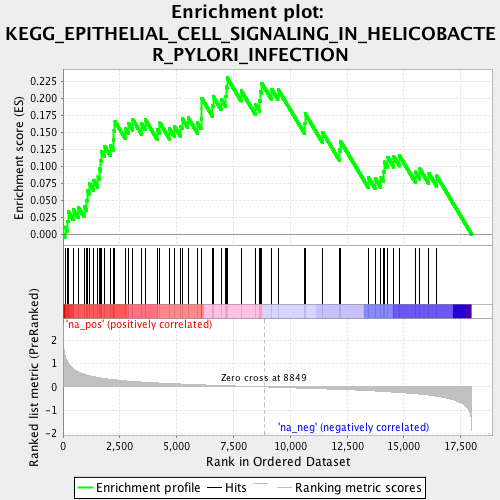 Enrichment plot:
KEGG_EPITHELIAL_CELL_SIGNALING_IN_HELICOBACTE
R_PYLORI_INFECTION
Enrichment score (ES)
0.225
0.200
0.175
0.150
0.125
0.100
0.075
0.050
0.025
0.000
'na_pos' (positively correlated)
Ranked list metric (PreRanked)
2
1
0
-1
-2
Zero cross at 8849
'na_neg' (negatively correlated)
0
2,500
5,000
7,500
10,000
12,500
15,000
17,500
Rank in Ordered Dataset
Enrichment profile
Hits
Ranking metric scores